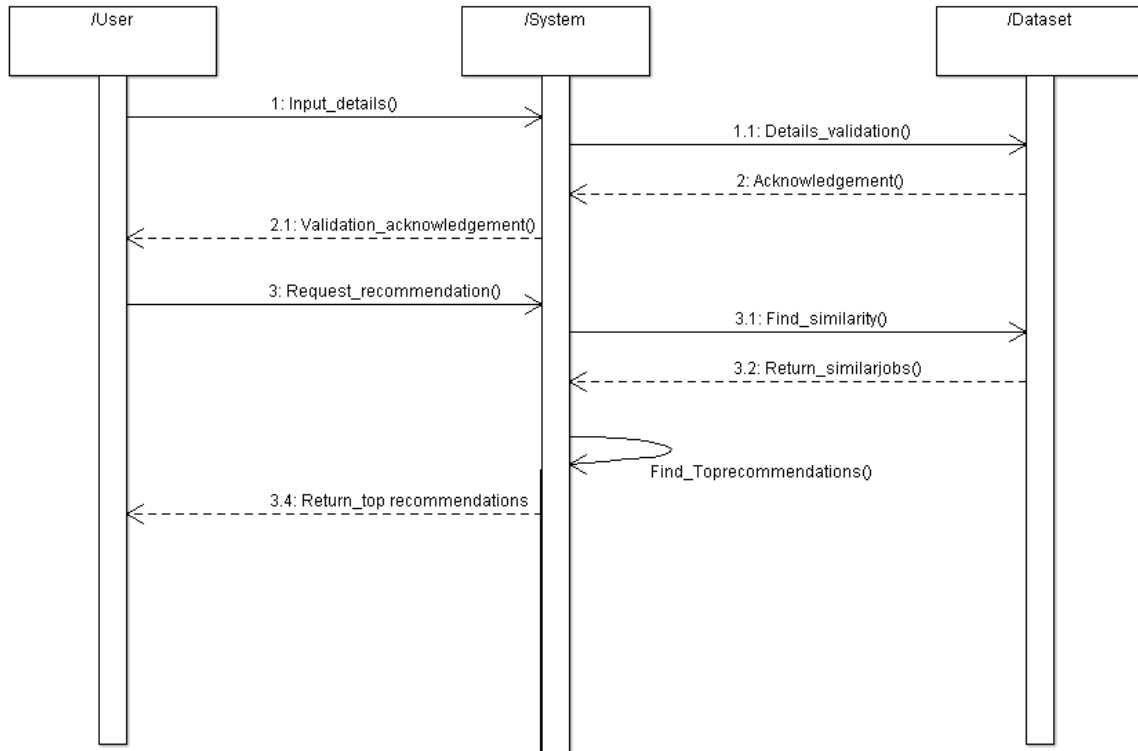 /User
/System
/Dataset
1: Input_details()
1.1: Details_validation()
2: Acknowledgement()
2.1: Validation_acknowledgement()
3: Request_recommendation()
3.1: Find_similarity()
3.2: Return_similarjobs()
Find_Toprecommendations()
3.4: Return_top recommendations